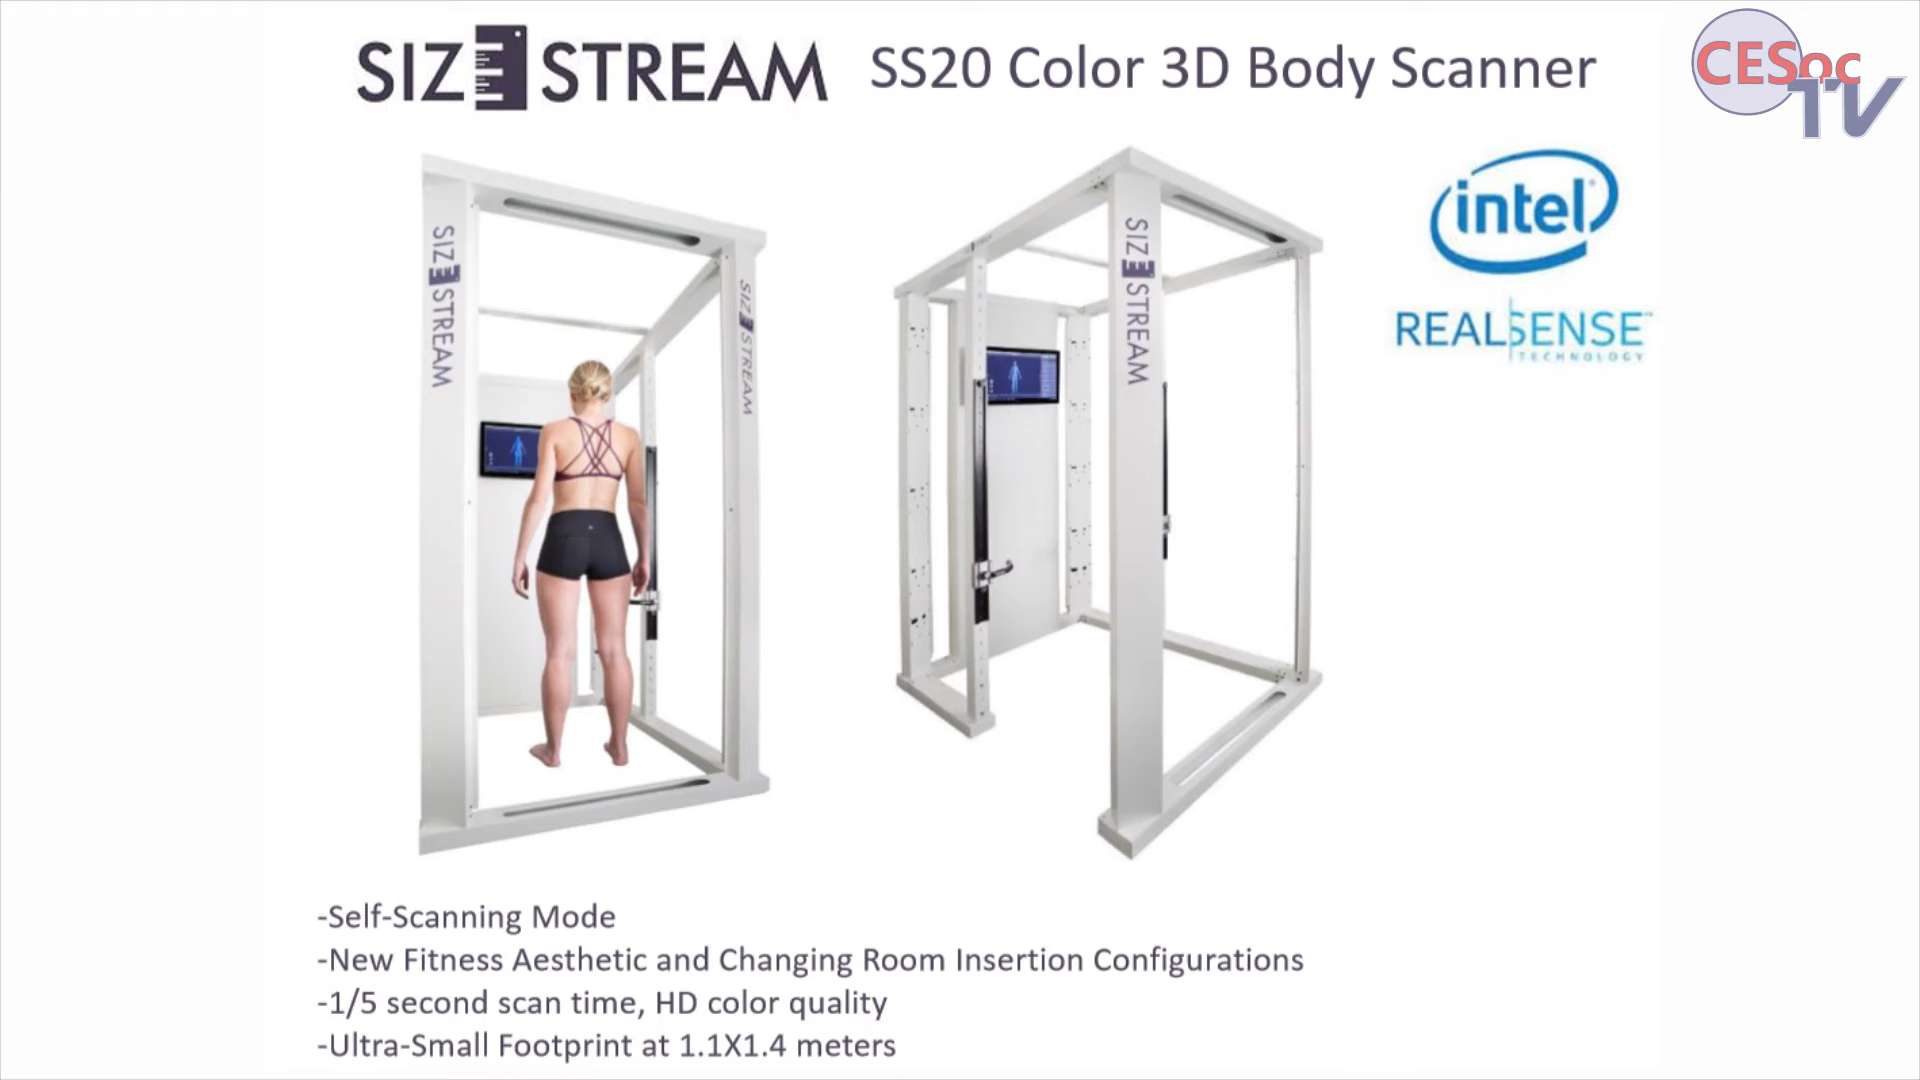 SIZE STREAM SS20 Color 3D Body Scanner
CESoc TV
SIZE STREAM
SIZE STREAM
SIZE STREAM
intel
REALSENSE™
TECHNOLOGY
-Self-Scanning Mode
-New Fitness Aesthetic and Changing Room Insertion Configurations
-1/5 second scan time, HD color quality
-Ultra-Small Footprint at 1.1X1.4 meters